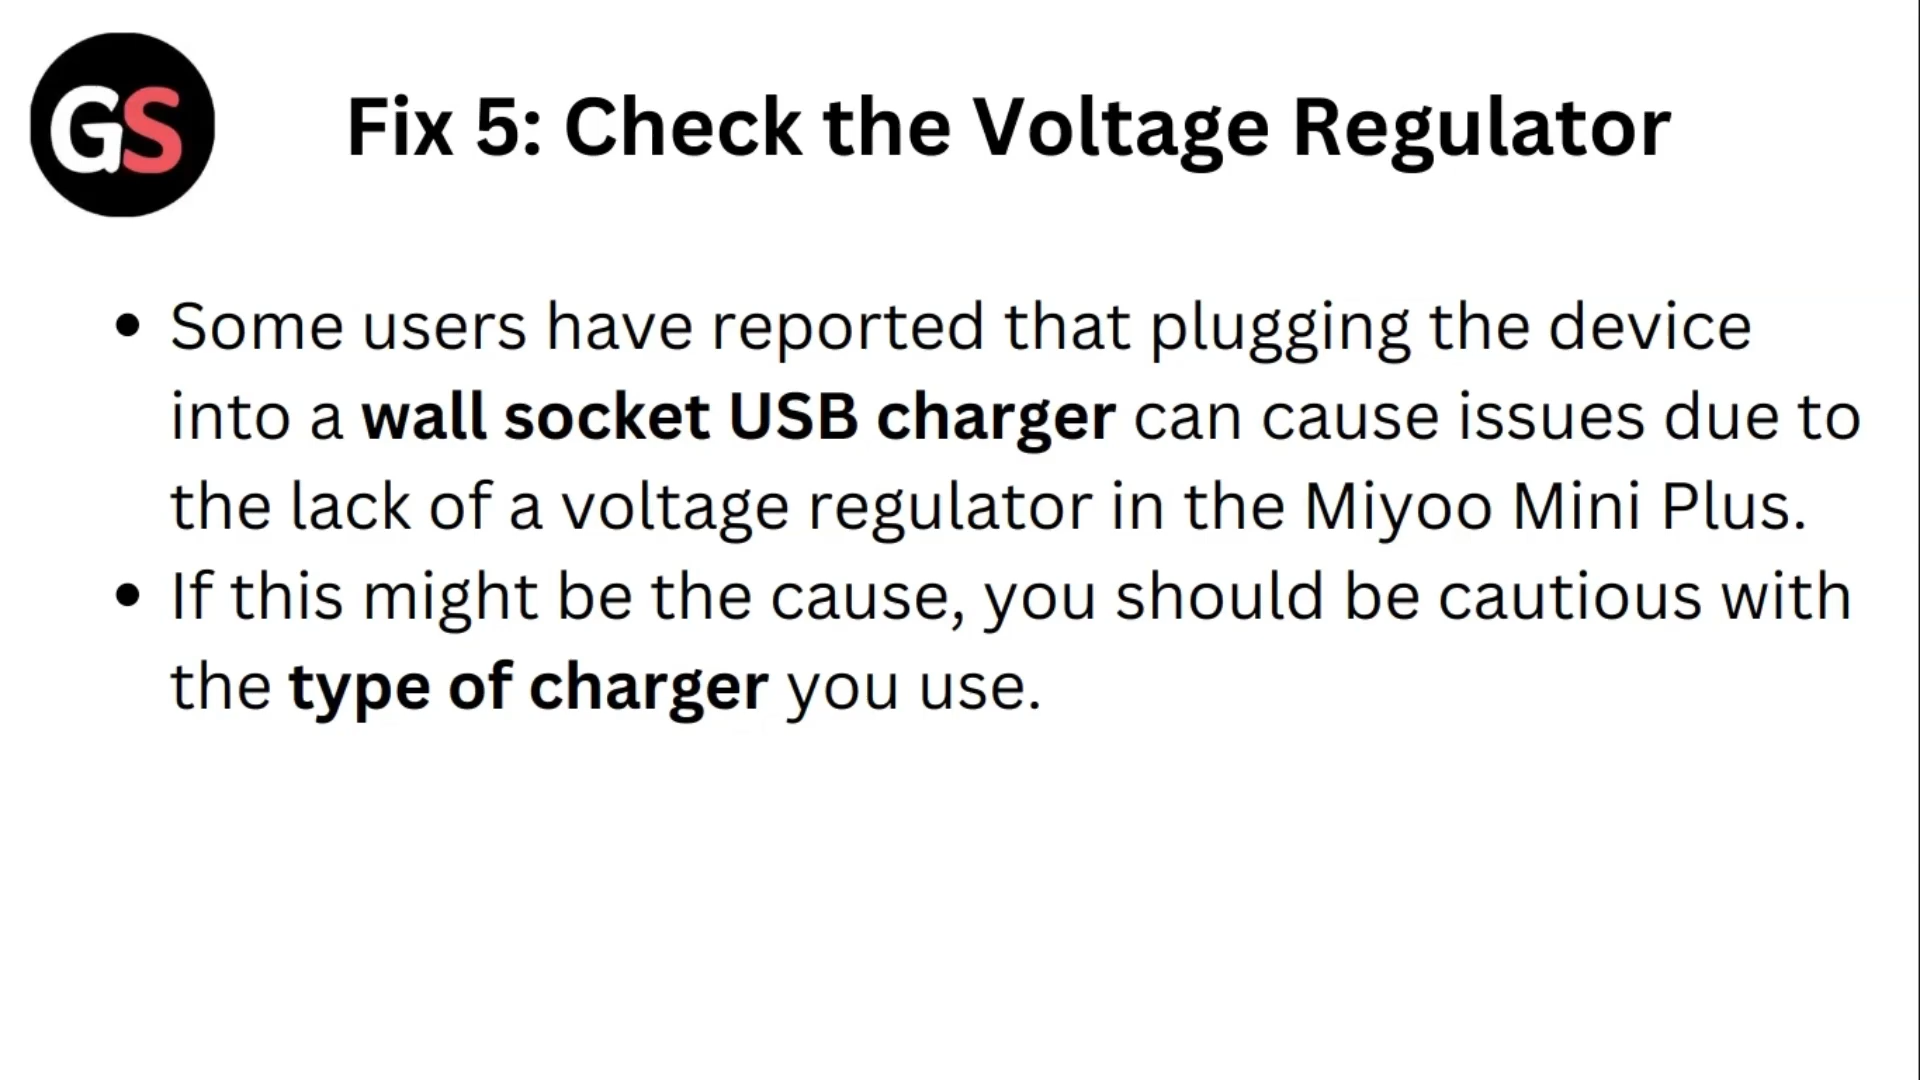 GS
Fix 5: Check the Voltage Regulator
• Some users have reported that plugging the device
into a wall socket USB charger can cause issues due to
the lack of a voltage regulator in the Miyoo Mini Plus.
• If this might be the cause, you should be cautious with
the type of charger you use.